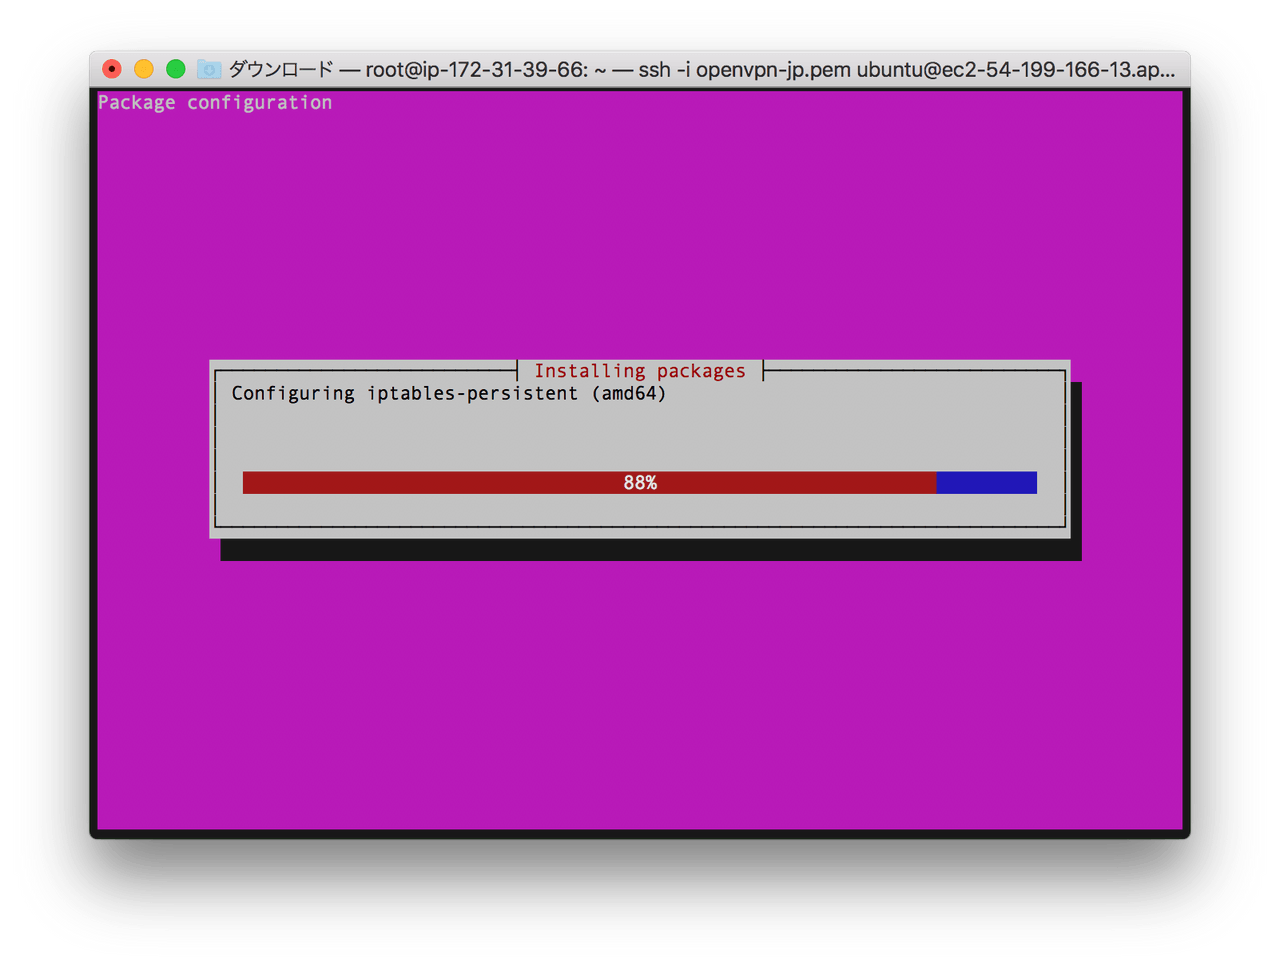 ダウンロード — root@ip-172-31-39-66: ~ — ssh -i openvpn-jp.pem ubuntu@ec2-54-199-166-13.ap...
Package configuration
Installing packages
Configuring iptables-persistent (amd64)
88%